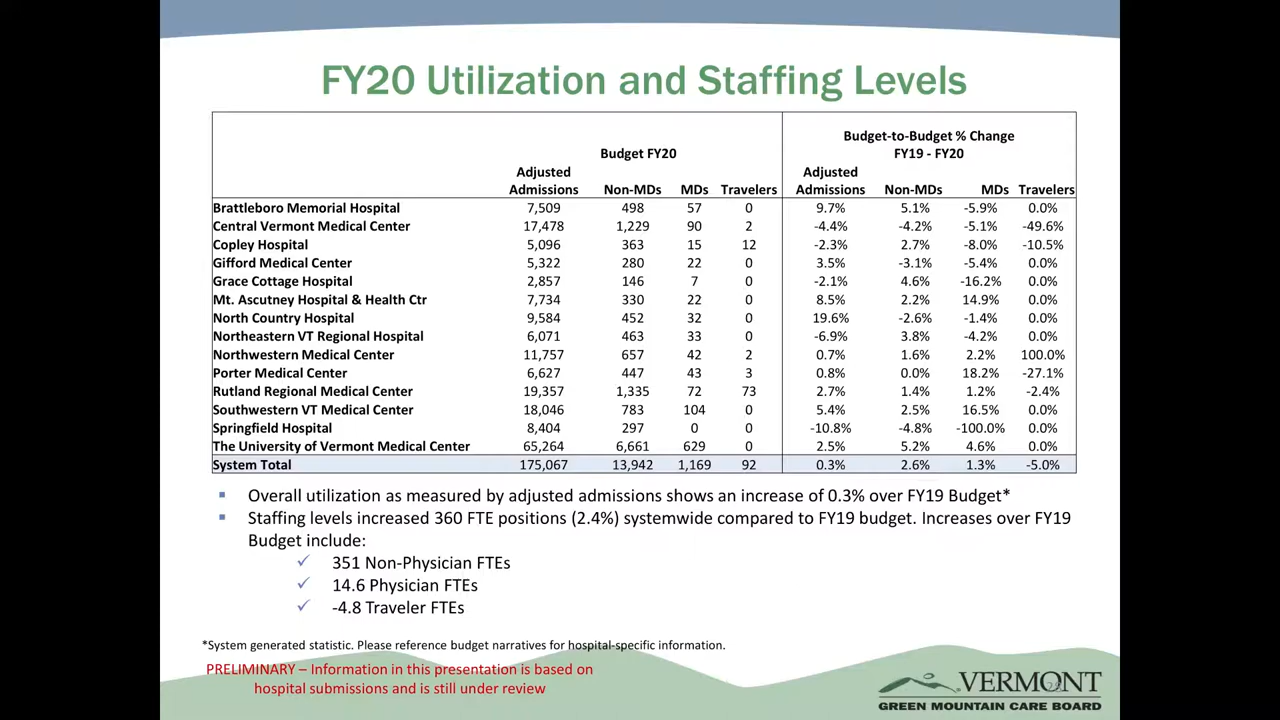 FY20 Utilization and Staffing Levels
Budget FY20 Budget-to-Budget % Change FY19 - FY20
Adjusted Admissions Non-MDs MDs Travelers Adjusted Admissions Non-MDs MDs Travelers
Brattleboro Memorial Hospital 7,509 498 57 0 9.7% 5.1% -5.9% 0.0%
Central Vermont Medical Center 17,478 1,229 90 2 -4.4% -4.2% -5.1% -49.6%
Copley Hospital 5,096 363 15 12 -2.3% 2.7% -8.0% -10.5%
Gifford Medical Center 5,322 280 22 0 3.5% -3.1% -5.4% 0.0%
Grace Cottage Hospital 2,857 146 7 0 -2.1% 4.6% -16.2% 0.0%
Mt. Ascutney Hospital & Health Ctr 7,734 330 22 0 8.5% 2.2% 14.9% 0.0%
North Country Hospital 9,584 452 32 0 19.6% -2.6% -1.4% 0.0%
Northeastern VT Regional Hospital 6,071 463 33 0 -6.9% 3.8% -4.2% 0.0%
Northwestern Medical Center 11,757 657 42 2 0.7% 1.6% 2.2% 100.0%
Porter Medical Center 6,627 447 43 3 0.8% 0.0% 18.2% -27.1%
Rutland Regional Medical Center 19,357 1,335 72 73 2.7% 1.4% 1.2% -2.4%
Southwestern VT Medical Center 18,046 783 104 0 5.4% 2.5% 16.5% 0.0%
Springfield Hospital 8,404 297 0 0 -10.8% -4.8% -100.0% 0.0%
The University of Vermont Medical Center 65,264 6,661 629 0 2.5% 5.2% 4.6% 0.0%
System Total 175,067 13,942 1,169 92 0.3% 2.6% 1.3% -5.0%
▪ Overall utilization as measured by adjusted admissions shows an increase of 0.3% over FY19 Budget*
▪ Staffing levels increased 360 FTE positions (2.4%) systemwide compared to FY19 budget. Increases over FY19
Budget include:
✓ 351 Non-Physician FTEs
✓ 14.6 Physician FTEs
✓ -4.8 Traveler FTEs
*System generated statistic. Please reference budget narratives for hospital-specific information.
PRELIMINARY – Information in this presentation is based on
hospital submissions and is still under review
VERMONT
GREEN MOUNTAIN CARE BOARD